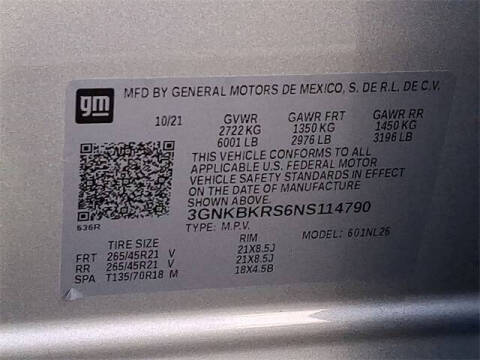 gm
MFD BY GENERAL MOTORS DE MEXICO, S. DE R.L. DE C.V.
10/21 GVWR GAWR FRT GAWR RR
2722 KG 1350 KG 1450 KG
6001 LB 2976 LB 3196 LB
THIS VEHICLE CONFORMS TO ALL
APPLICABLE U.S. FEDERAL MOTOR
VEHICLE SAFETY STANDARDS IN EFFECT
ON THE DATE OF MANUFACTURE
SHOWN ABOVE.
3GNKBKRS6NS114790
536R
TYPE: M.P.V. MODEL: 601NL26
TIRE SIZE RIM
FRT 265/45R21 V 21X8.5J
RR 265/45R21 V 21X8.5J
SPA T135/70R18 M 18X4.5B